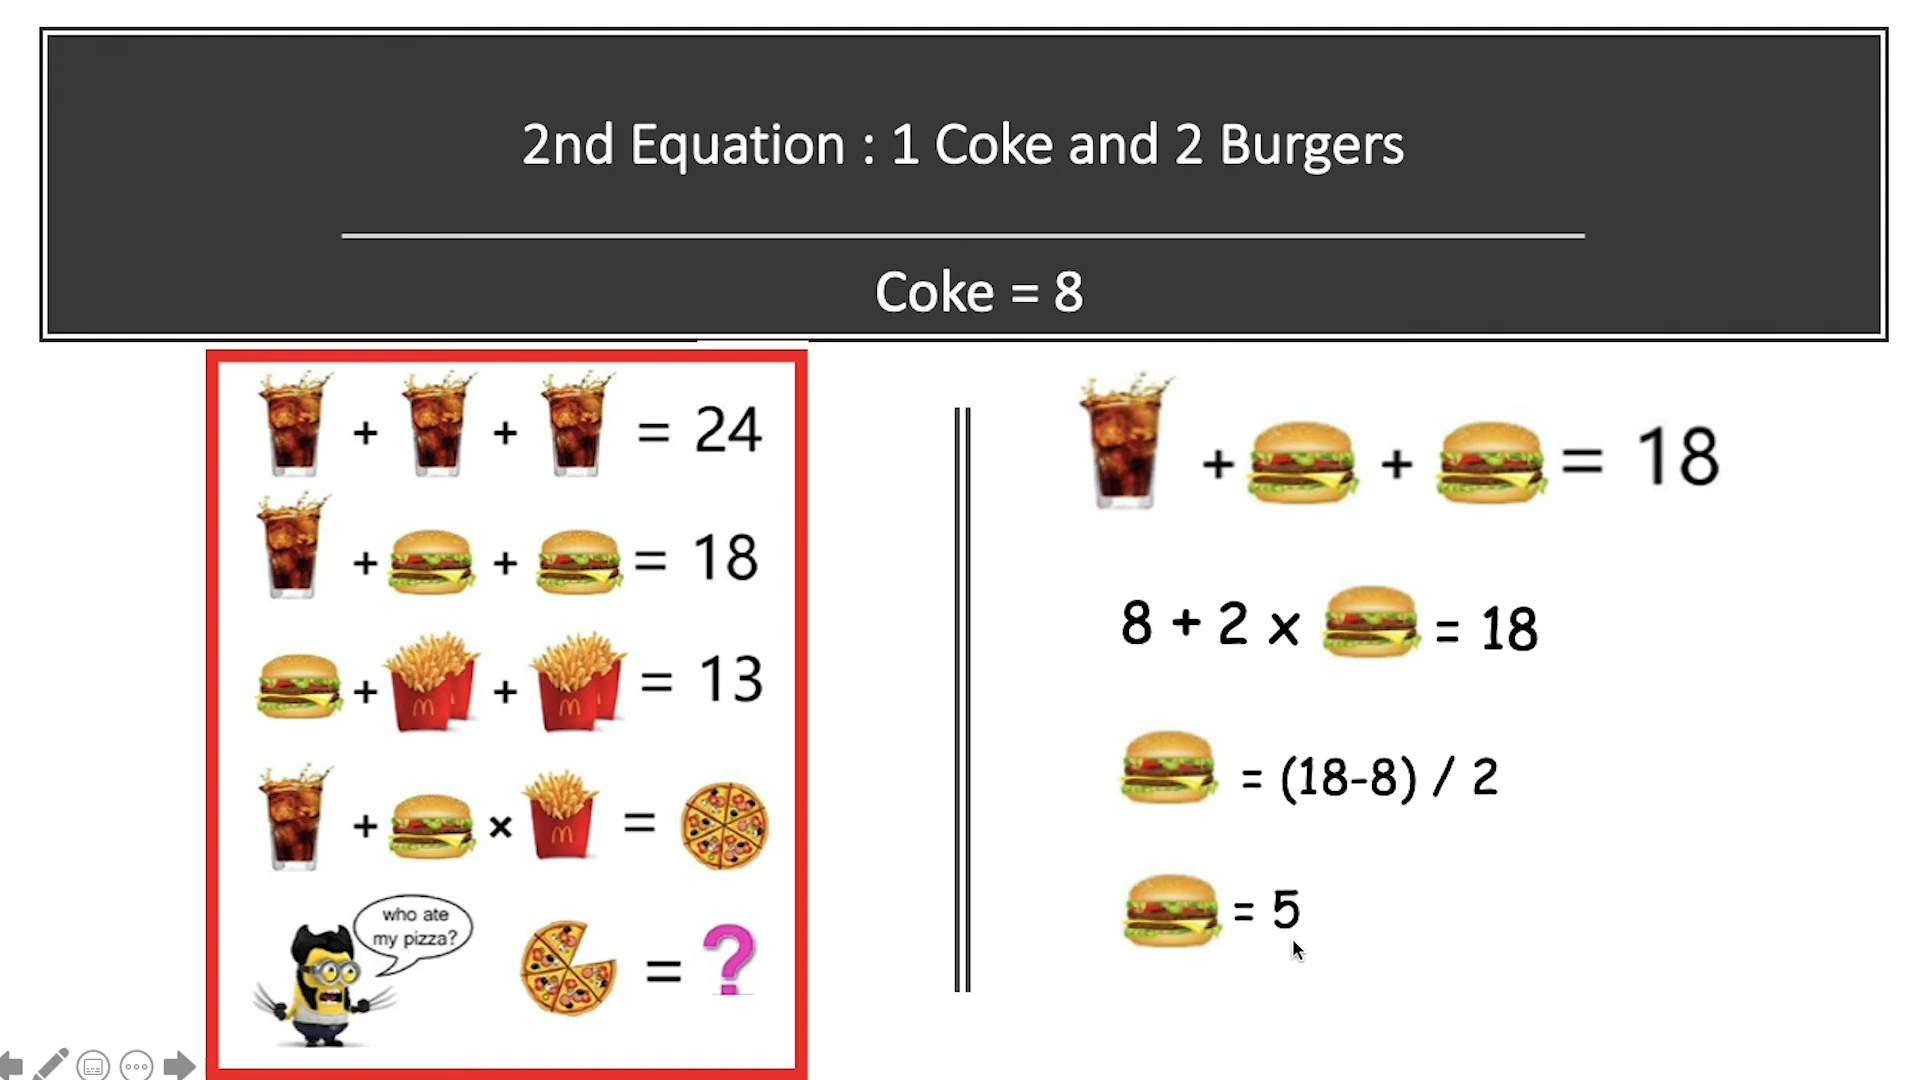 2nd Equation : 1 Coke and 2 Burgers
Coke = 8
+ + = 24
+ + = 18
+ + = 13
+ × =
who ate
my pizza?
= ?
+ + = 18
8 + 2 x = 18
= (18-8) / 2
= 5